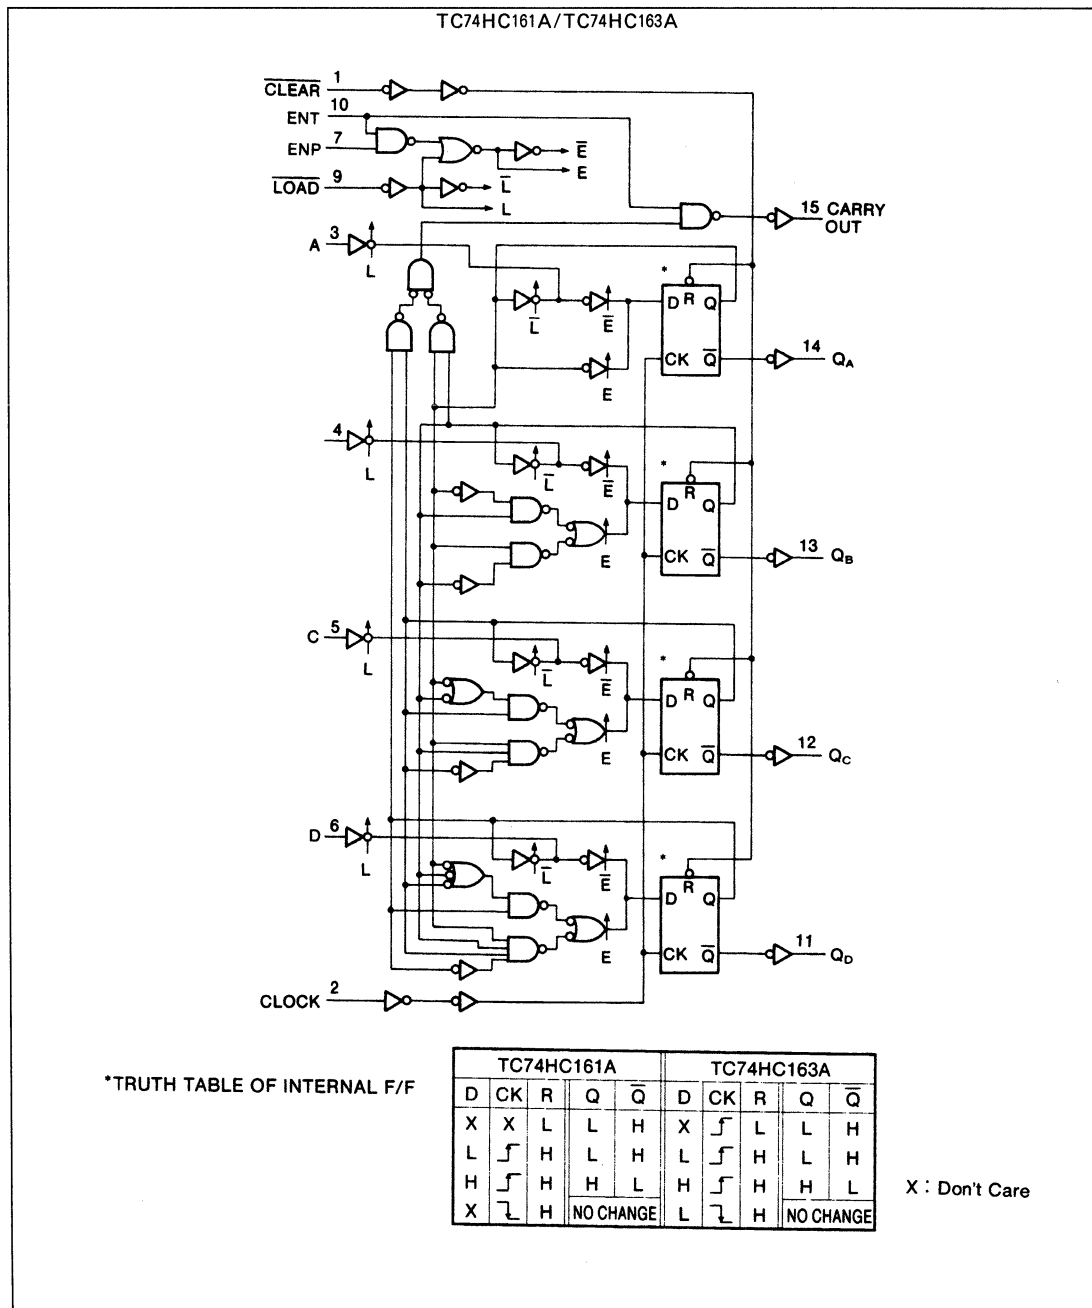 TC74HC161A/TC74HC163A
CLEAR 1
ENT 10
ENP 7
E
E
LOAD 9
L
L
15 CARRY
OUT
A 3
L
L
E
E
*
D R Q
CK Q
14 QA
4
L
L
E
E
*
D R Q
CK Q
13 QB
C 5
L
L
E
E
*
D R Q
CK Q
12 QC
D 6
L
L
E
E
*
D R Q
CK Q
11 QD
CLOCK 2
*TRUTH TABLE OF INTERNAL F/F
TC74HC161A TC74HC163A
D CK R Q Q̅ D CK R Q Q̅
X X L L H X L L H
L H L H L H L H
H H H L H H H L
X H NO CHANGE L H NO CHANGE
X : Don't Care